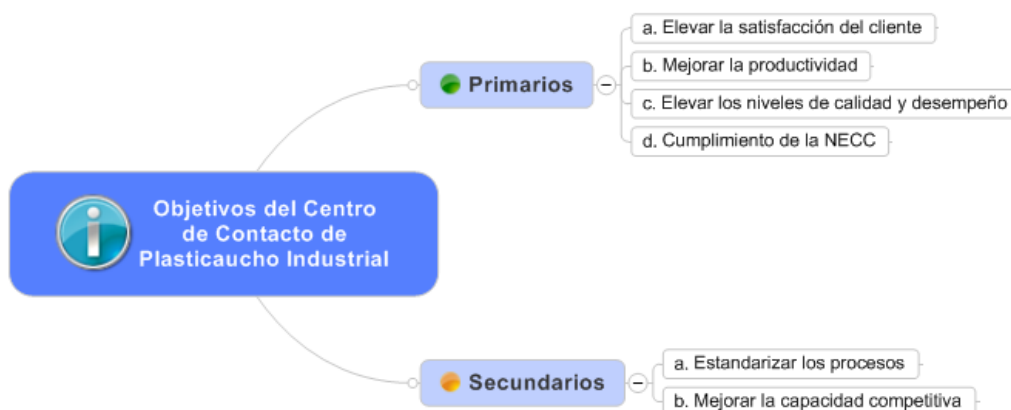 Objetivos del Centro
de Contacto de
Plasticaucho Industrial
Primarios
a. Elevar la satisfacción del cliente
b. Mejorar la productividad
c. Elevar los niveles de calidad y desempeño
d. Cumplimiento de la NECC
Secundarios
a. Estandarizar los procesos
b. Mejorar la capacidad competitiva